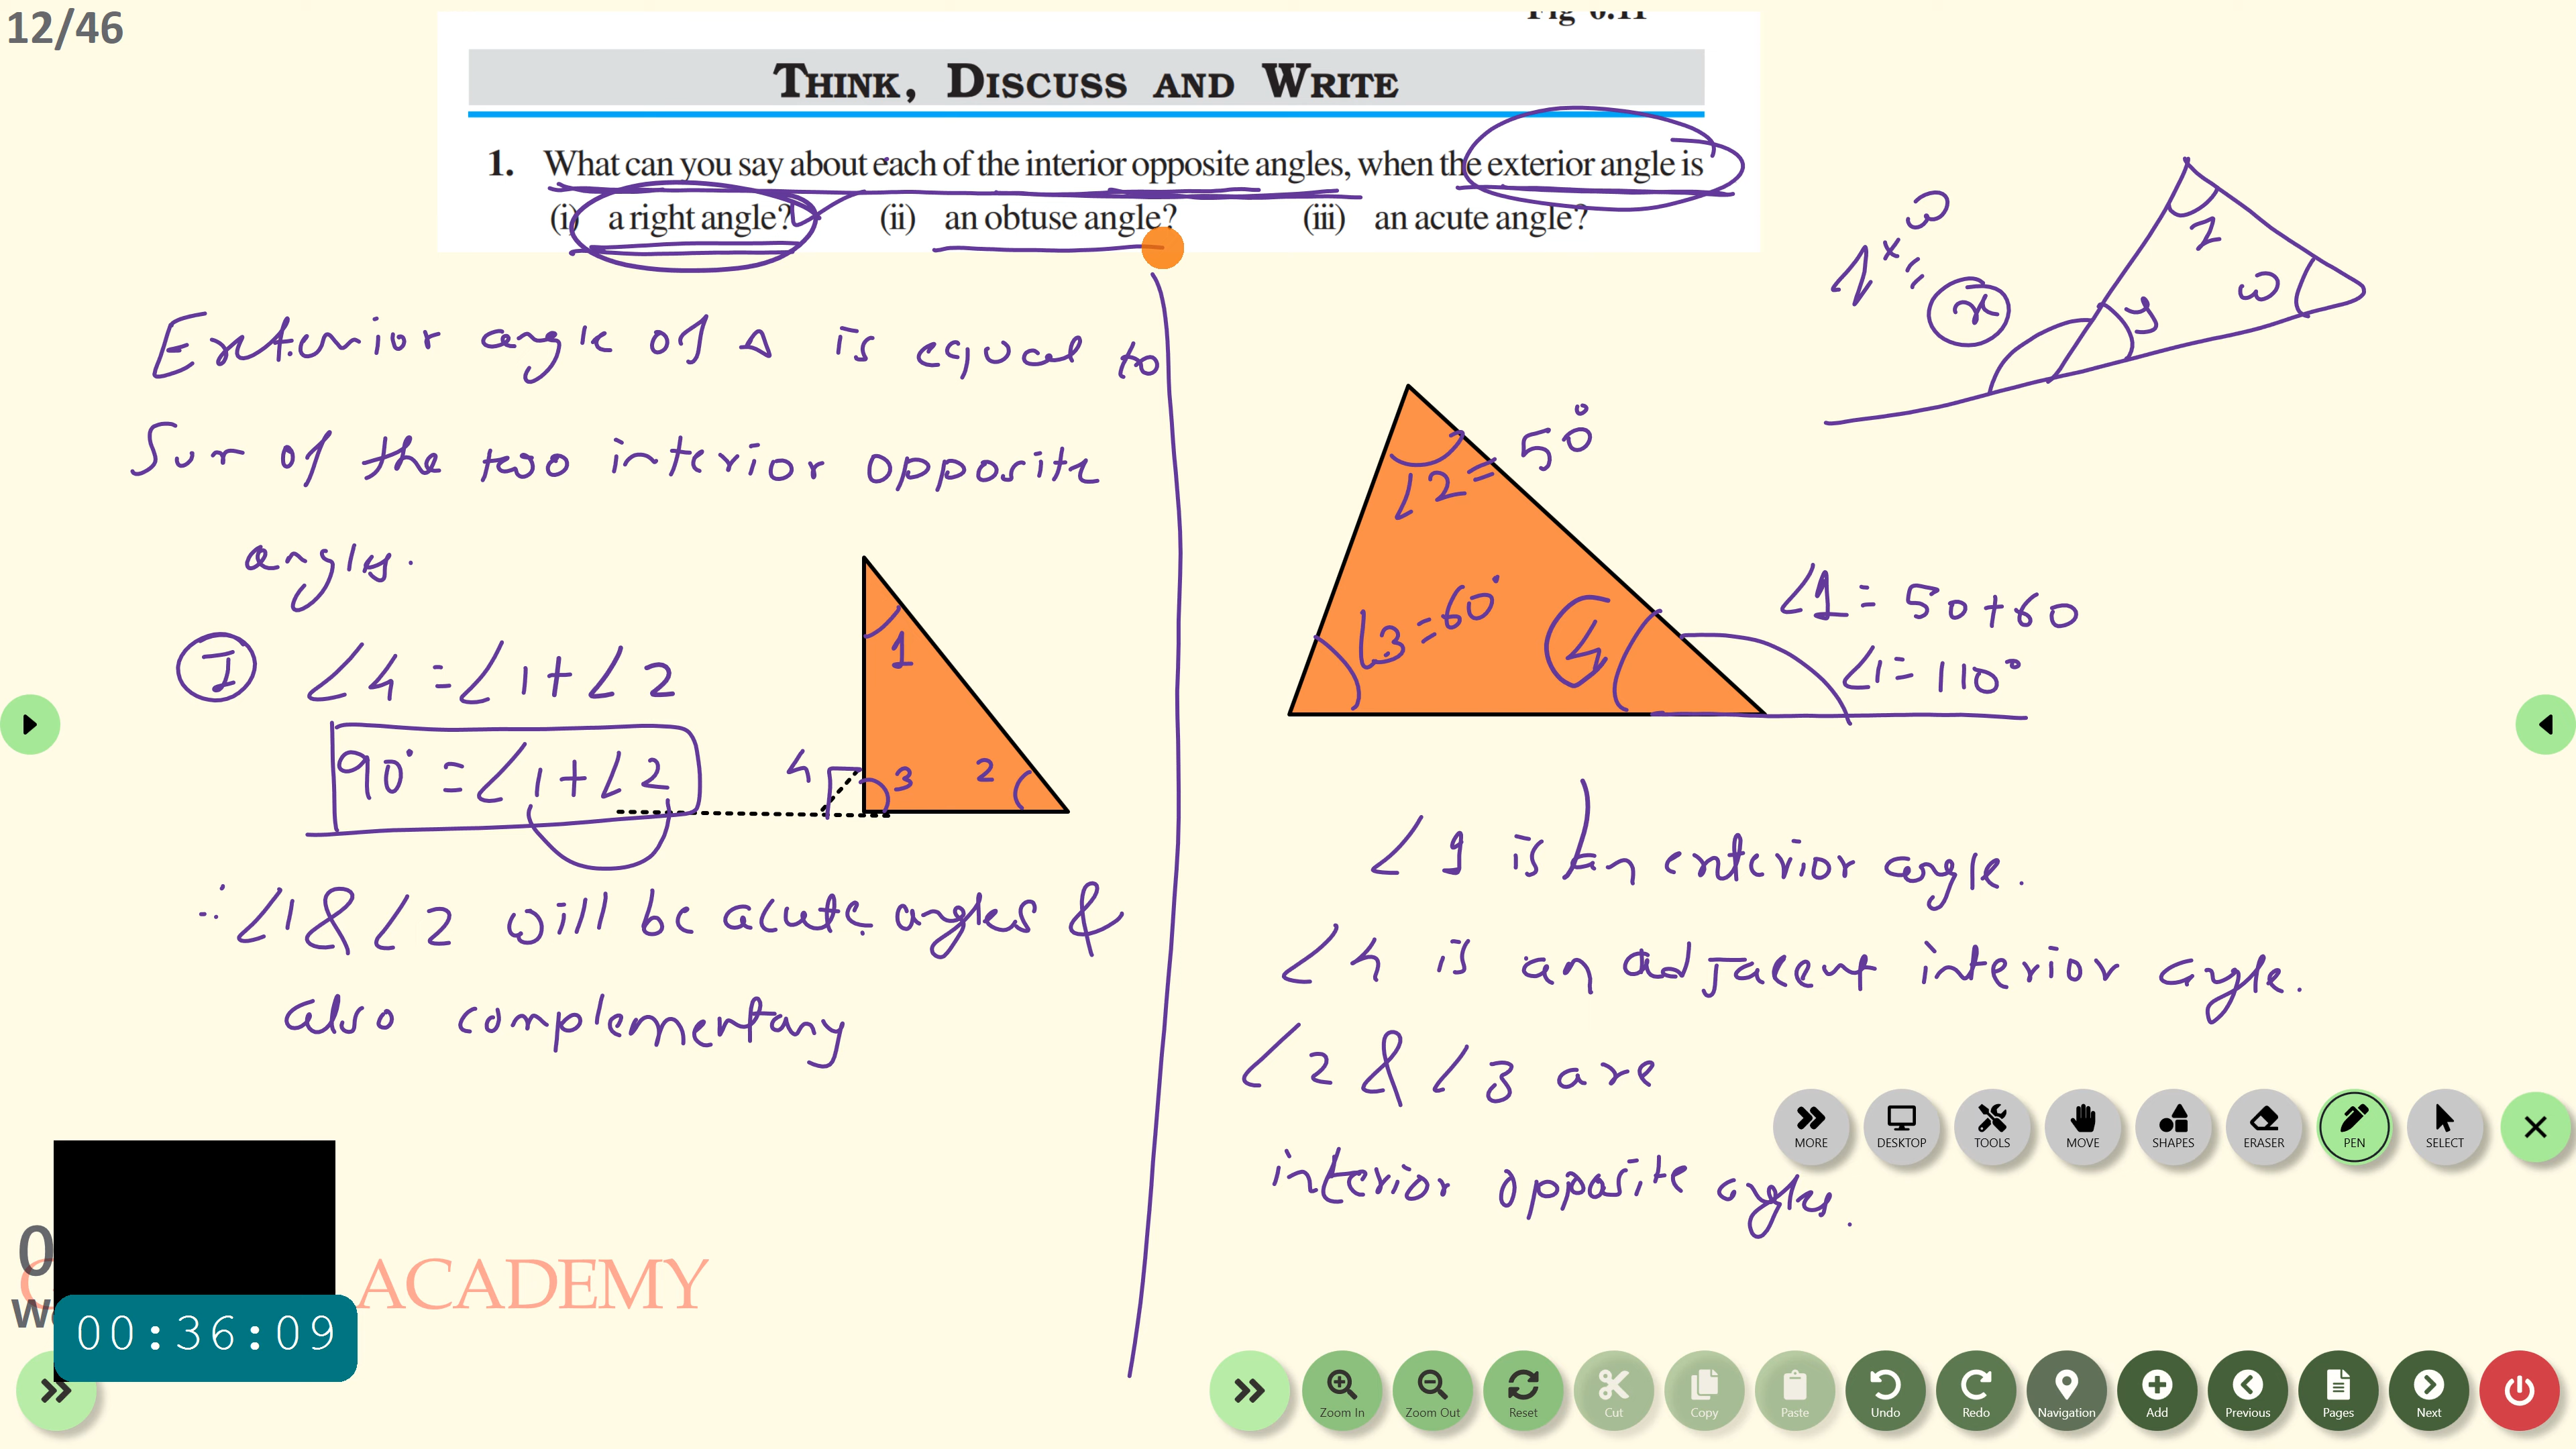 12/46
Fig 6.11
THINK, DISCUSS AND WRITE
1. What can you say about each of the interior opposite angles, when the exterior angle is
(i) a right angle? (ii) an obtuse angle? (iii) an acute angle?
Exterior angle of Δ is equal to
Sum of the two interior opposite
angles.
I ∠4 = ∠1 + ∠2
90° = ∠1 + ∠2
1
4 3 2
∴ ∠1 & ∠2 will be acute angles &
also complementary
z
y
ω
x
∠2 = 50°
∠3 = 60°
4
∠1 = 50 + 60
∠1 = 110°
∠1 is an exterior angle.
∠4 is an adjacent interior angle.
∠2 & ∠3 are
interior opposite angles.
MORE DESKTOP TOOLS MOVE SHAPES ERASER PEN SELECT
ACADEMY
00:36:09
Zoom In Zoom Out Reset Cut Copy Paste Undo Redo Navigation Add Previous Pages Next